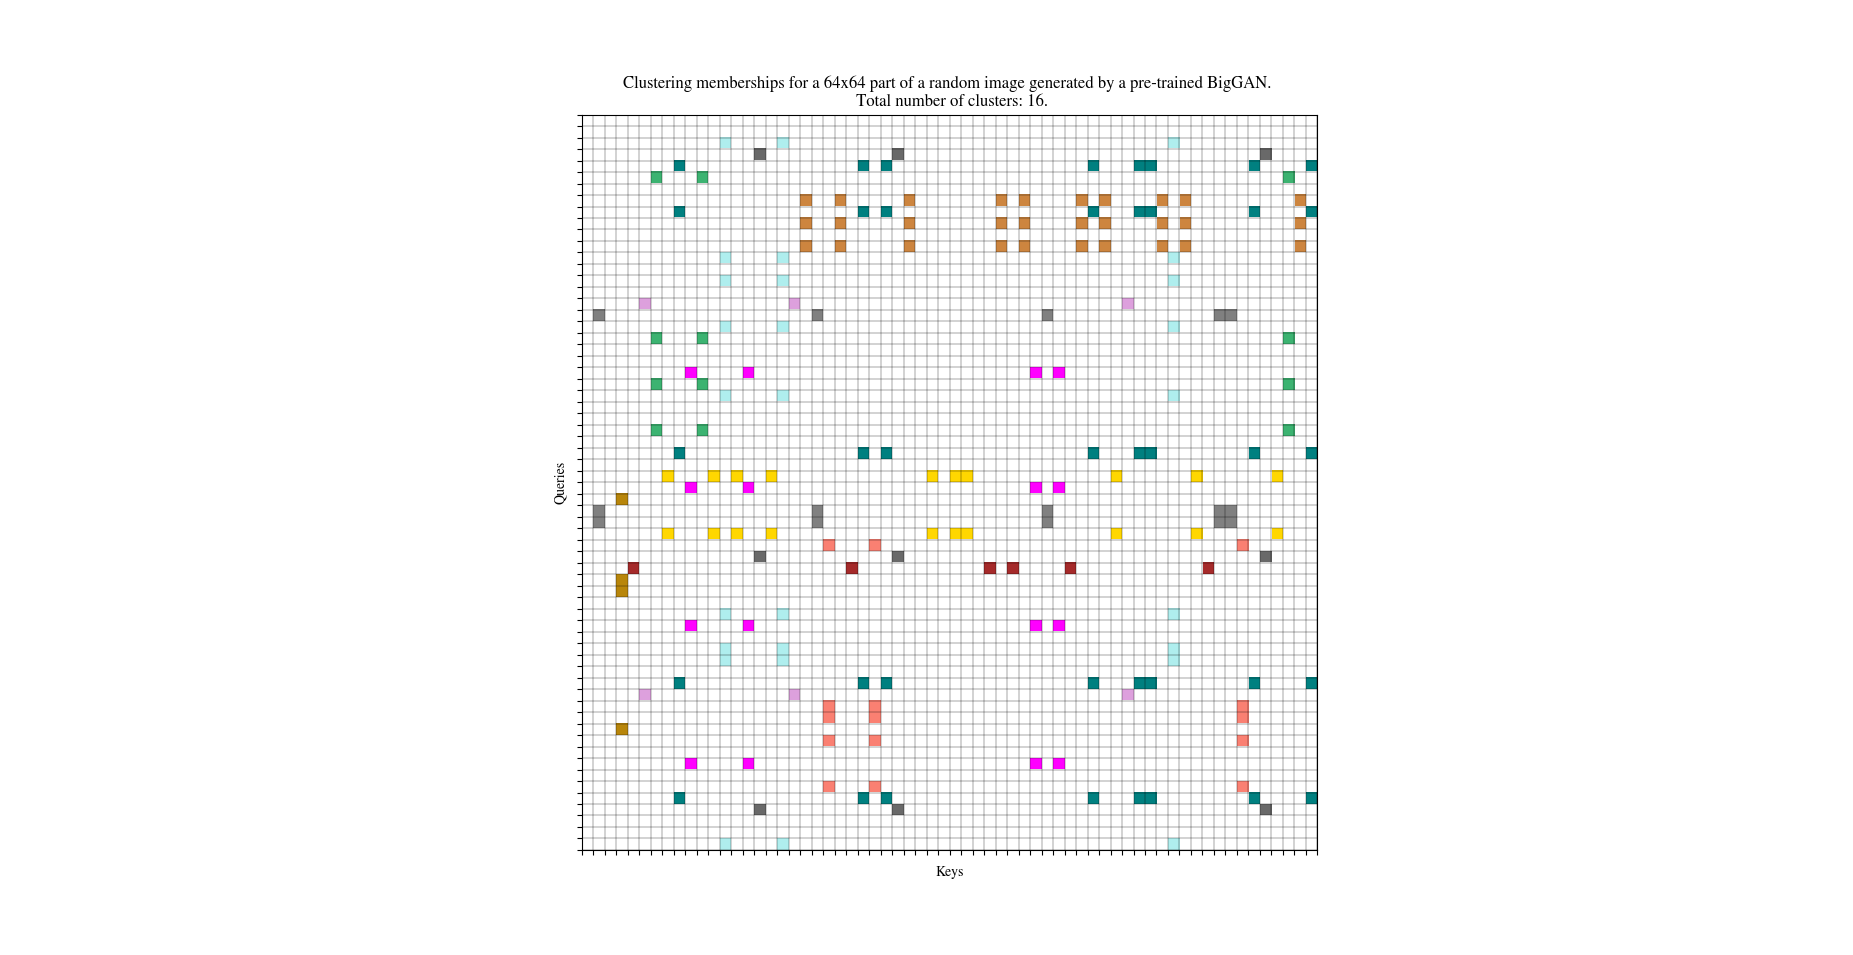 Clustering memberships for a 64x64 part of a random image generated by a pre-trained BigGAN.
Total number of clusters: 16.
Queries
Keys